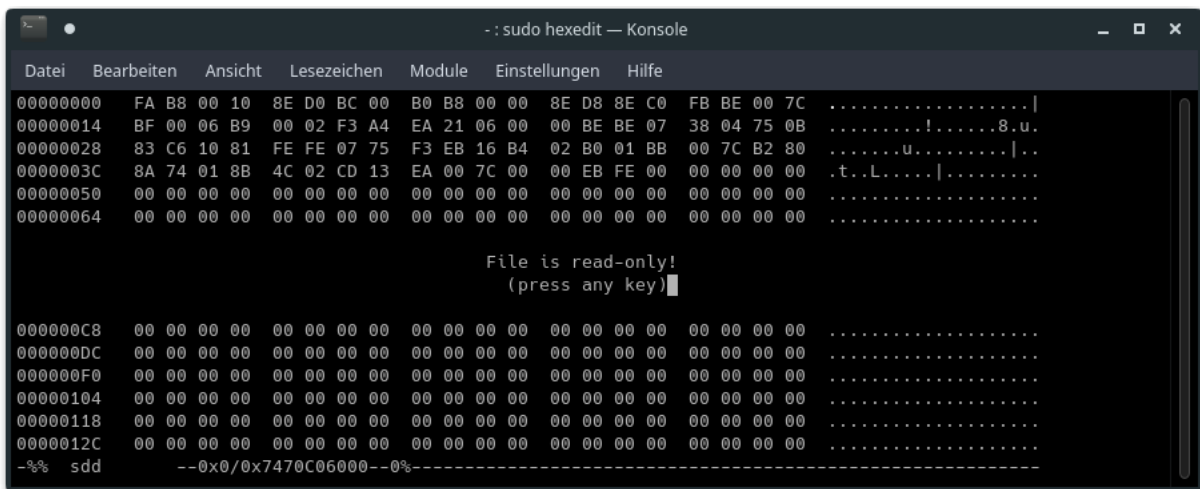 - : sudo hexedit — Konsole
Datei Bearbeiten Ansicht Lesezeichen Module Einstellungen Hilfe
00000000   FA B8 00 10  8E D0 BC 00  B0 B8 00 00  8E D8 8E C0  FB BE 00 7C  ...................|
00000014   BF 00 06 B9  00 02 F3 A4  EA 21 06 00  00 BE BE 07  38 04 75 0B  .........!......8.u.
00000028   83 C6 10 81  FE FE 07 75  F3 EB 16 B4  02 B0 01 BB  00 7C B2 80  .......u.........|..
0000003C   8A 74 01 8B  4C 02 CD 13  EA 00 7C 00  00 EB FE 00  00 00 00 00  .t..L.....|.........
00000050   00 00 00 00  00 00 00 00  00 00 00 00  00 00 00 00  00 00 00 00  ....................
00000064   00 00 00 00  00 00 00 00  00 00 00 00  00 00 00 00  00 00 00 00  ....................
File is read-only!
(press any key)
000000C8   00 00 00 00  00 00 00 00  00 00 00 00  00 00 00 00  00 00 00 00  ....................
000000DC   00 00 00 00  00 00 00 00  00 00 00 00  00 00 00 00  00 00 00 00  ....................
000000F0   00 00 00 00  00 00 00 00  00 00 00 00  00 00 00 00  00 00 00 00  ....................
00000104   00 00 00 00  00 00 00 00  00 00 00 00  00 00 00 00  00 00 00 00  ....................
00000118   00 00 00 00  00 00 00 00  00 00 00 00  00 00 00 00  00 00 00 00  ....................
0000012C   00 00 00 00  00 00 00 00  00 00 00 00  00 00 00 00  00 00 00 00  ....................
-%%  sdd       --0x0/0x7470C06000--0%-----------------------------------------------------------